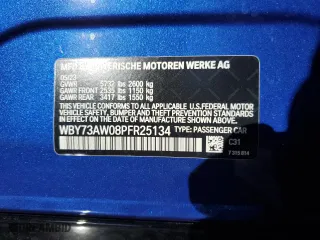 MFD BY BAYERISCHE MOTOREN WERKE AG
05/23
GVWR 5732 lbs 2600 kg
GAWR FRONT 2535 lbs 1150 kg
GAWR REAR 3417 lbs 1550 kg
THIS VEHICLE CONFORMS TO ALL APPLICABLE U.S.
FEDERAL MOTOR VEHICLE SAFETY, BUMPER, AND
THEFT PREVENTION STANDARDS IN EFFECT ON THE
DATE OF MANUFACTURE SHOWN ABOVE.
WBY73AW08PFR25134 TYPE: PASSENGER CAR
C31